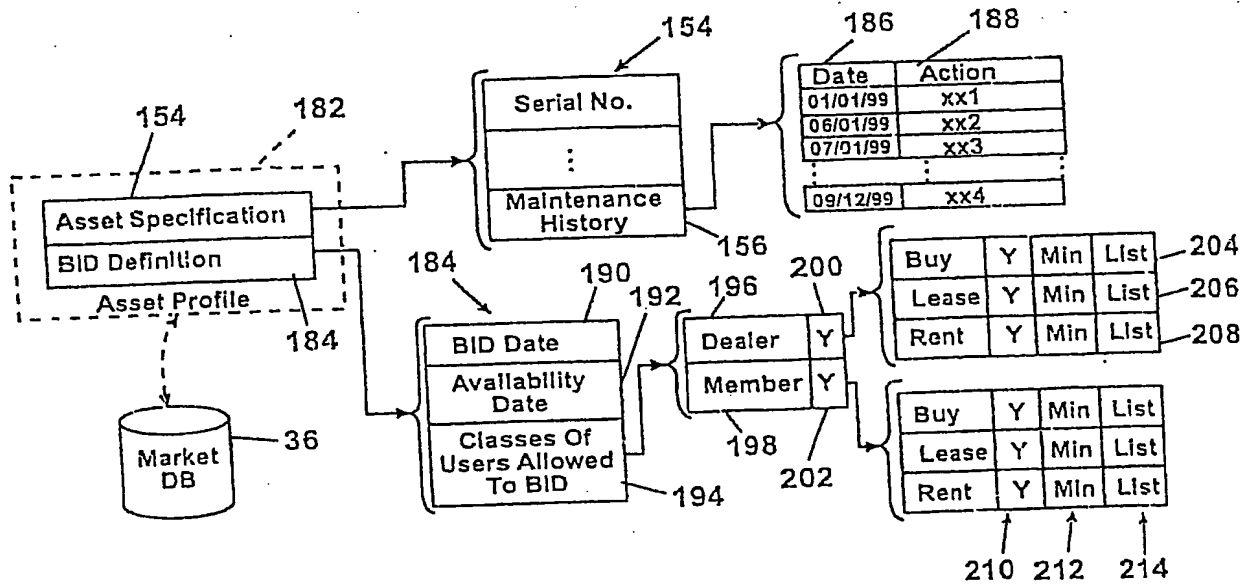 154
186
188
Serial No.
⋮
Maintenance
History
156
Date Action
01/01/99 xx1
06/01/99 xx2
07/01/99 xx3
09/12/99 xx4
154
182
Asset Specification
BID Definition
Asset Profile
184
Market
DB
36
184
190
192
BID Date
Availability
Date
Classes Of
Users Allowed
To BID
194
196
200
Dealer Y
Member Y
198
202
Buy Y Min List
204
Lease Y Min List
206
Rent Y Min List
208
Buy Y Min List
Lease Y Min List
Rent Y Min List
210
212
214